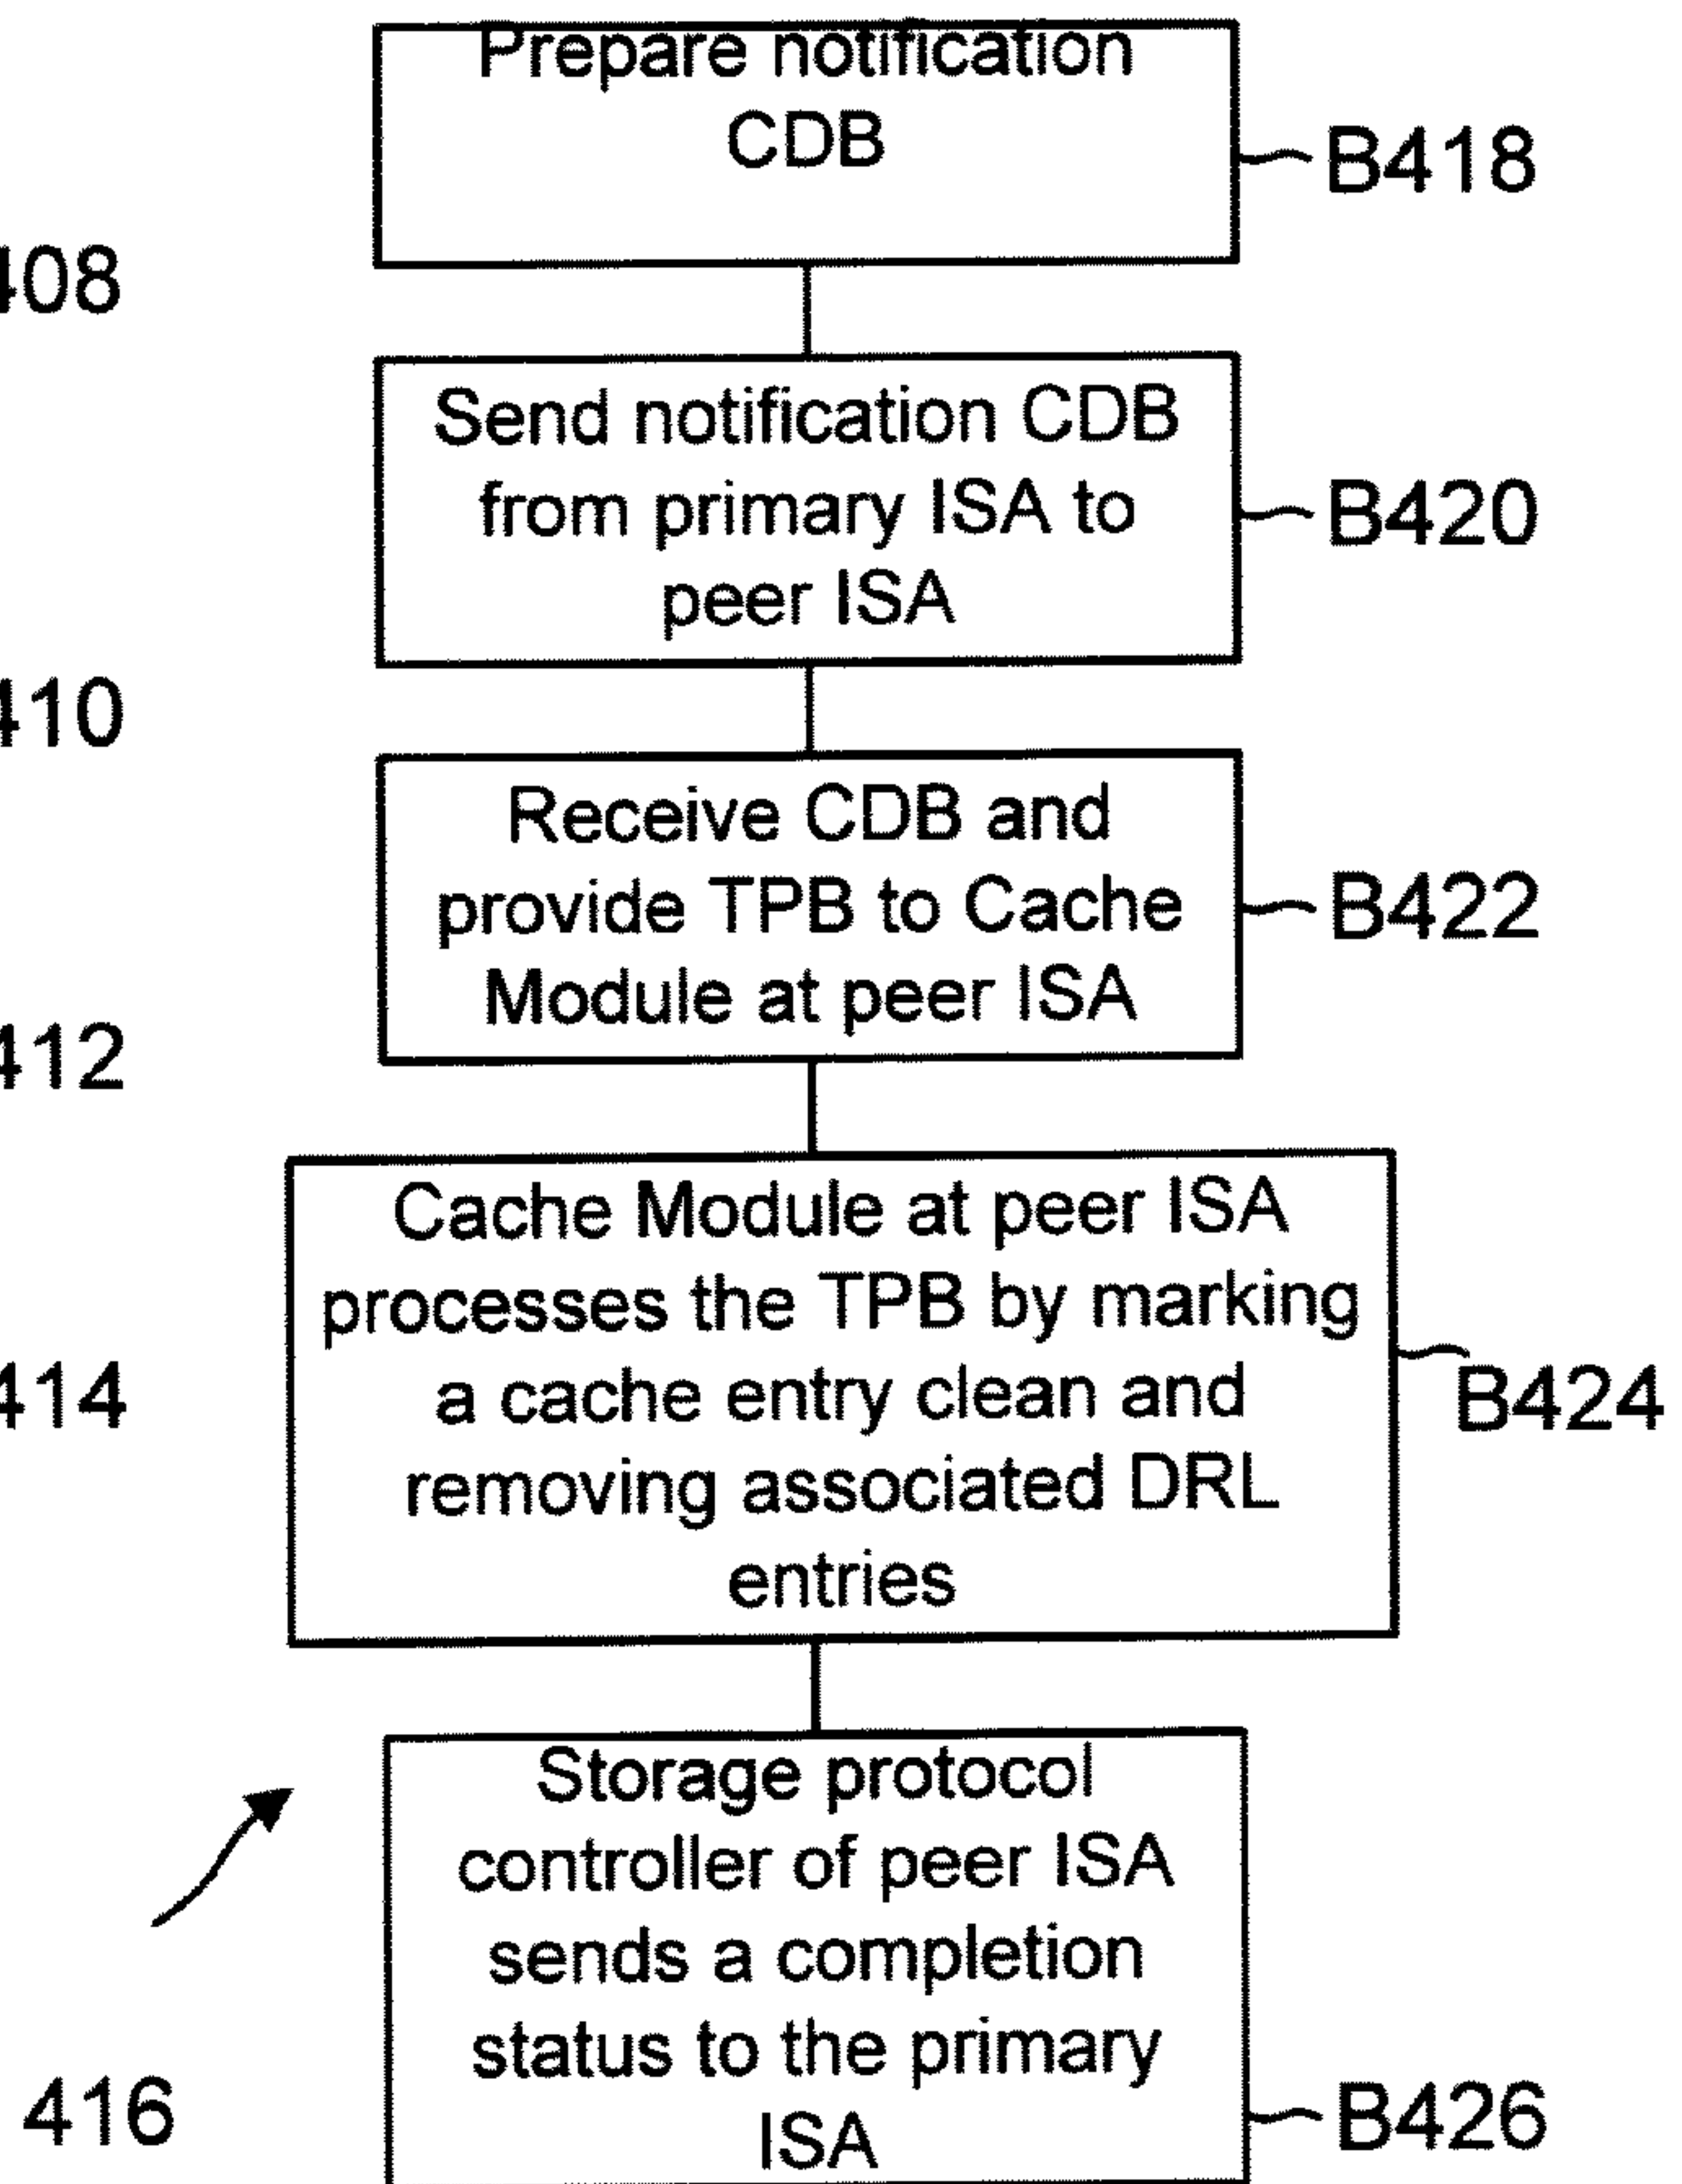 Prepare notification
CDB
B418
408
Send notification CDB
from primary ISA to
peer ISA
B420
410
Receive CDB and
provide TPB to Cache
Module at peer ISA
B422
412
Cache Module at peer ISA
processes the TPB by marking
a cache entry clean and
removing associated DRL
entries
B424
414
Storage protocol
controller of peer ISA
sends a completion
status to the primary
ISA
B426
416